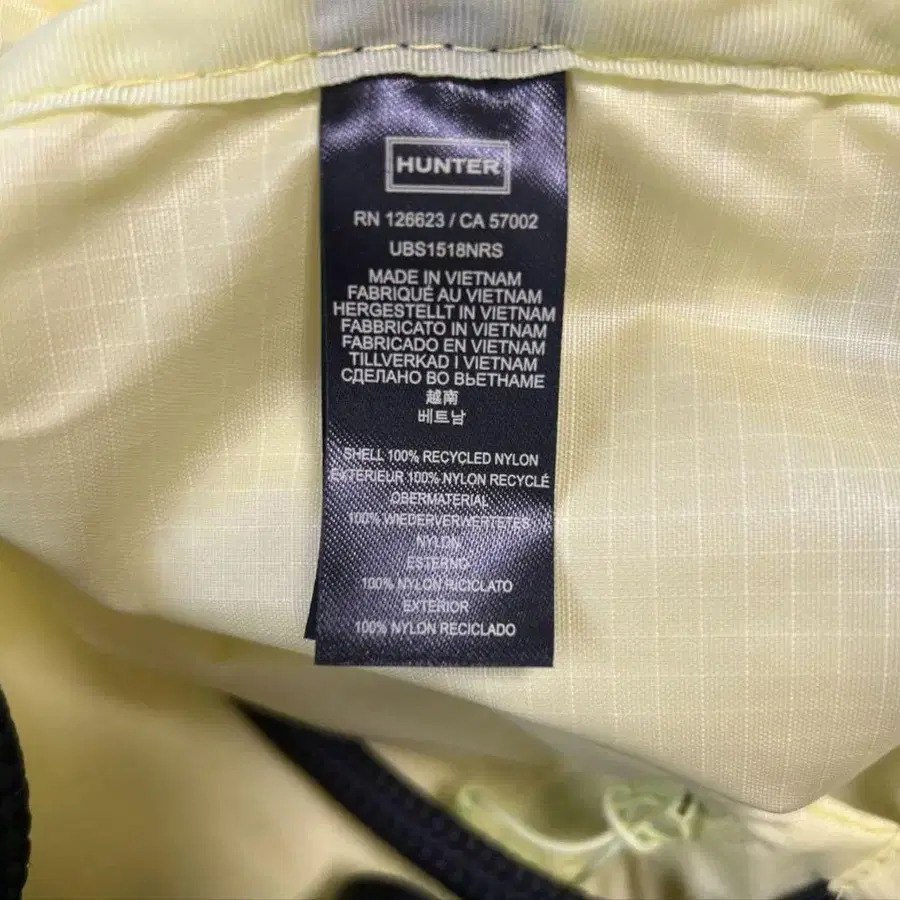 HUNTER
RN 126623 / CA 57002
UBS1518NRS
MADE IN VIETNAM
FABRIQUÉ AU VIETNAM
HERGESTELLT IN VIETNAM
FABBRICATO IN VIETNAM
FABRICADO EN VIETNAM
TILLVERKAD I VIETNAM
СДЕЛАНО ВО ВЬЕТНАМЕ
越南
베트남
SHELL 100% RECYCLED NYLON
EXTERIEUR 100% NYLON RECYCLÉ
OBERMATERIAL
100% WIEDERVERWERTETES
NYLON
ESTERNO
100% NYLON RICICLATO
EXTERIOR
100% NYLON RECICLADO